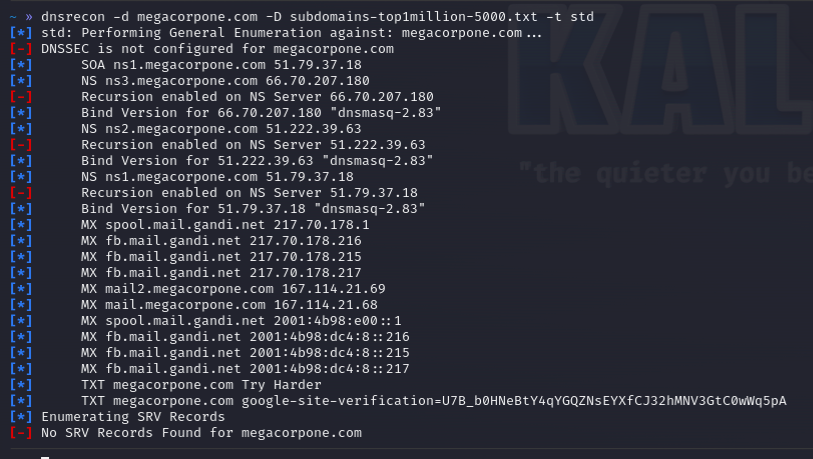 ~ » dnsrecon -d megacorpone.com -D subdomains-top1million-5000.txt -t std
[*] std: Performing General Enumeration against: megacorpone.com...
[-] DNSSEC is not configured for megacorpone.com
[*] SOA ns1.megacorpone.com 51.79.37.18
[*] NS ns3.megacorpone.com 66.70.207.180
[-] Recursion enabled on NS Server 66.70.207.180
[*] Bind Version for 66.70.207.180 "dnsmasq-2.83"
[*] NS ns2.megacorpone.com 51.222.39.63
[-] Recursion enabled on NS Server 51.222.39.63
[*] Bind Version for 51.222.39.63 "dnsmasq-2.83"
[*] NS ns1.megacorpone.com 51.79.37.18
[-] Recursion enabled on NS Server 51.79.37.18
[*] Bind Version for 51.79.37.18 "dnsmasq-2.83"
[*] MX spool.mail.gandi.net 217.70.178.1
[*] MX fb.mail.gandi.net 217.70.178.216
[*] MX fb.mail.gandi.net 217.70.178.215
[*] MX fb.mail.gandi.net 217.70.178.217
[*] MX mail2.megacorpone.com 167.114.21.69
[*] MX mail.megacorpone.com 167.114.21.68
[*] MX spool.mail.gandi.net 2001:4b98:e00::1
[*] MX fb.mail.gandi.net 2001:4b98:dc4:8::216
[*] MX fb.mail.gandi.net 2001:4b98:dc4:8::215
[*] MX fb.mail.gandi.net 2001:4b98:dc4:8::217
[*] TXT megacorpone.com Try Harder
[*] TXT megacorpone.com google-site-verification=U7B_b0HNeBtY4qYGQZNsEYXfCJ32hMNV3GtC0wWq5pA
[*] Enumerating SRV Records
[-] No SRV Records Found for megacorpone.com
KAL
"the quieter you be